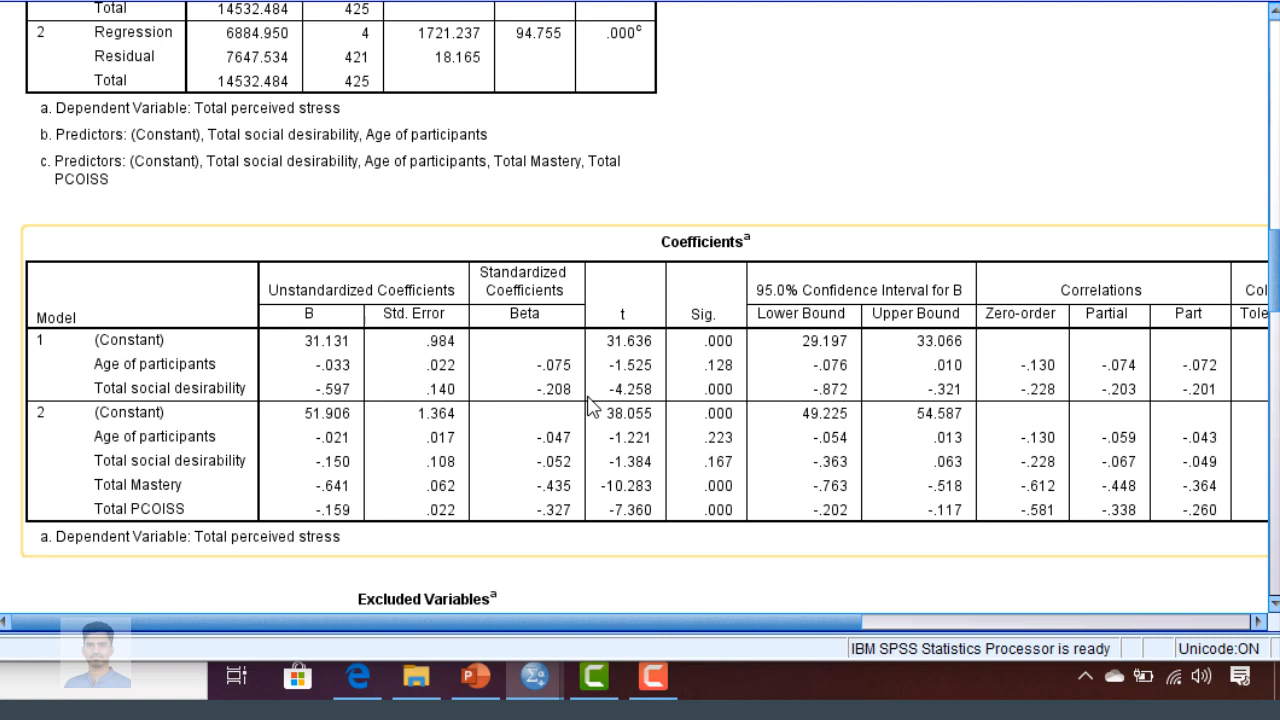 Total 14532.484 425
2 Regression 6884.950 4 1721.237 94.755 .000c
Residual 7647.534 421 18.165
Total 14532.484 425
a. Dependent Variable: Total perceived stress
b. Predictors: (Constant), Total social desirability, Age of participants
c. Predictors: (Constant), Total social desirability, Age of participants, Total Mastery, Total
PCOISS
Coefficientsa
Model Unstandardized Coefficients Standardized Coefficients t Sig. 95.0% Confidence Interval for B Correlations Col
B Std. Error Beta Lower Bound Upper Bound Zero-order Partial Part Tole
1 (Constant) 31.131 .984 31.636 .000 29.197 33.066
Age of participants -.033 .022 -.075 -1.525 .128 -.076 .010 -.130 -.074 -.072
Total social desirability -.597 .140 -.208 -4.258 .000 -.872 -.321 -.228 -.203 -.201
2 (Constant) 51.906 1.364 38.055 .000 49.225 54.587
Age of participants -.021 .017 -.047 -1.221 .223 -.054 .013 -.130 -.059 -.043
Total social desirability -.150 .108 -.052 -1.384 .167 -.363 .063 -.228 -.067 -.049
Total Mastery -.641 .062 -.435 -10.283 .000 -.763 -.518 -.612 -.448 -.364
Total PCOISS -.159 .022 -.327 -7.360 .000 -.202 -.117 -.581 -.338 -.260
a. Dependent Variable: Total perceived stress
Excluded Variablesa
IBM SPSS Statistics Processor is ready Unicode:ON